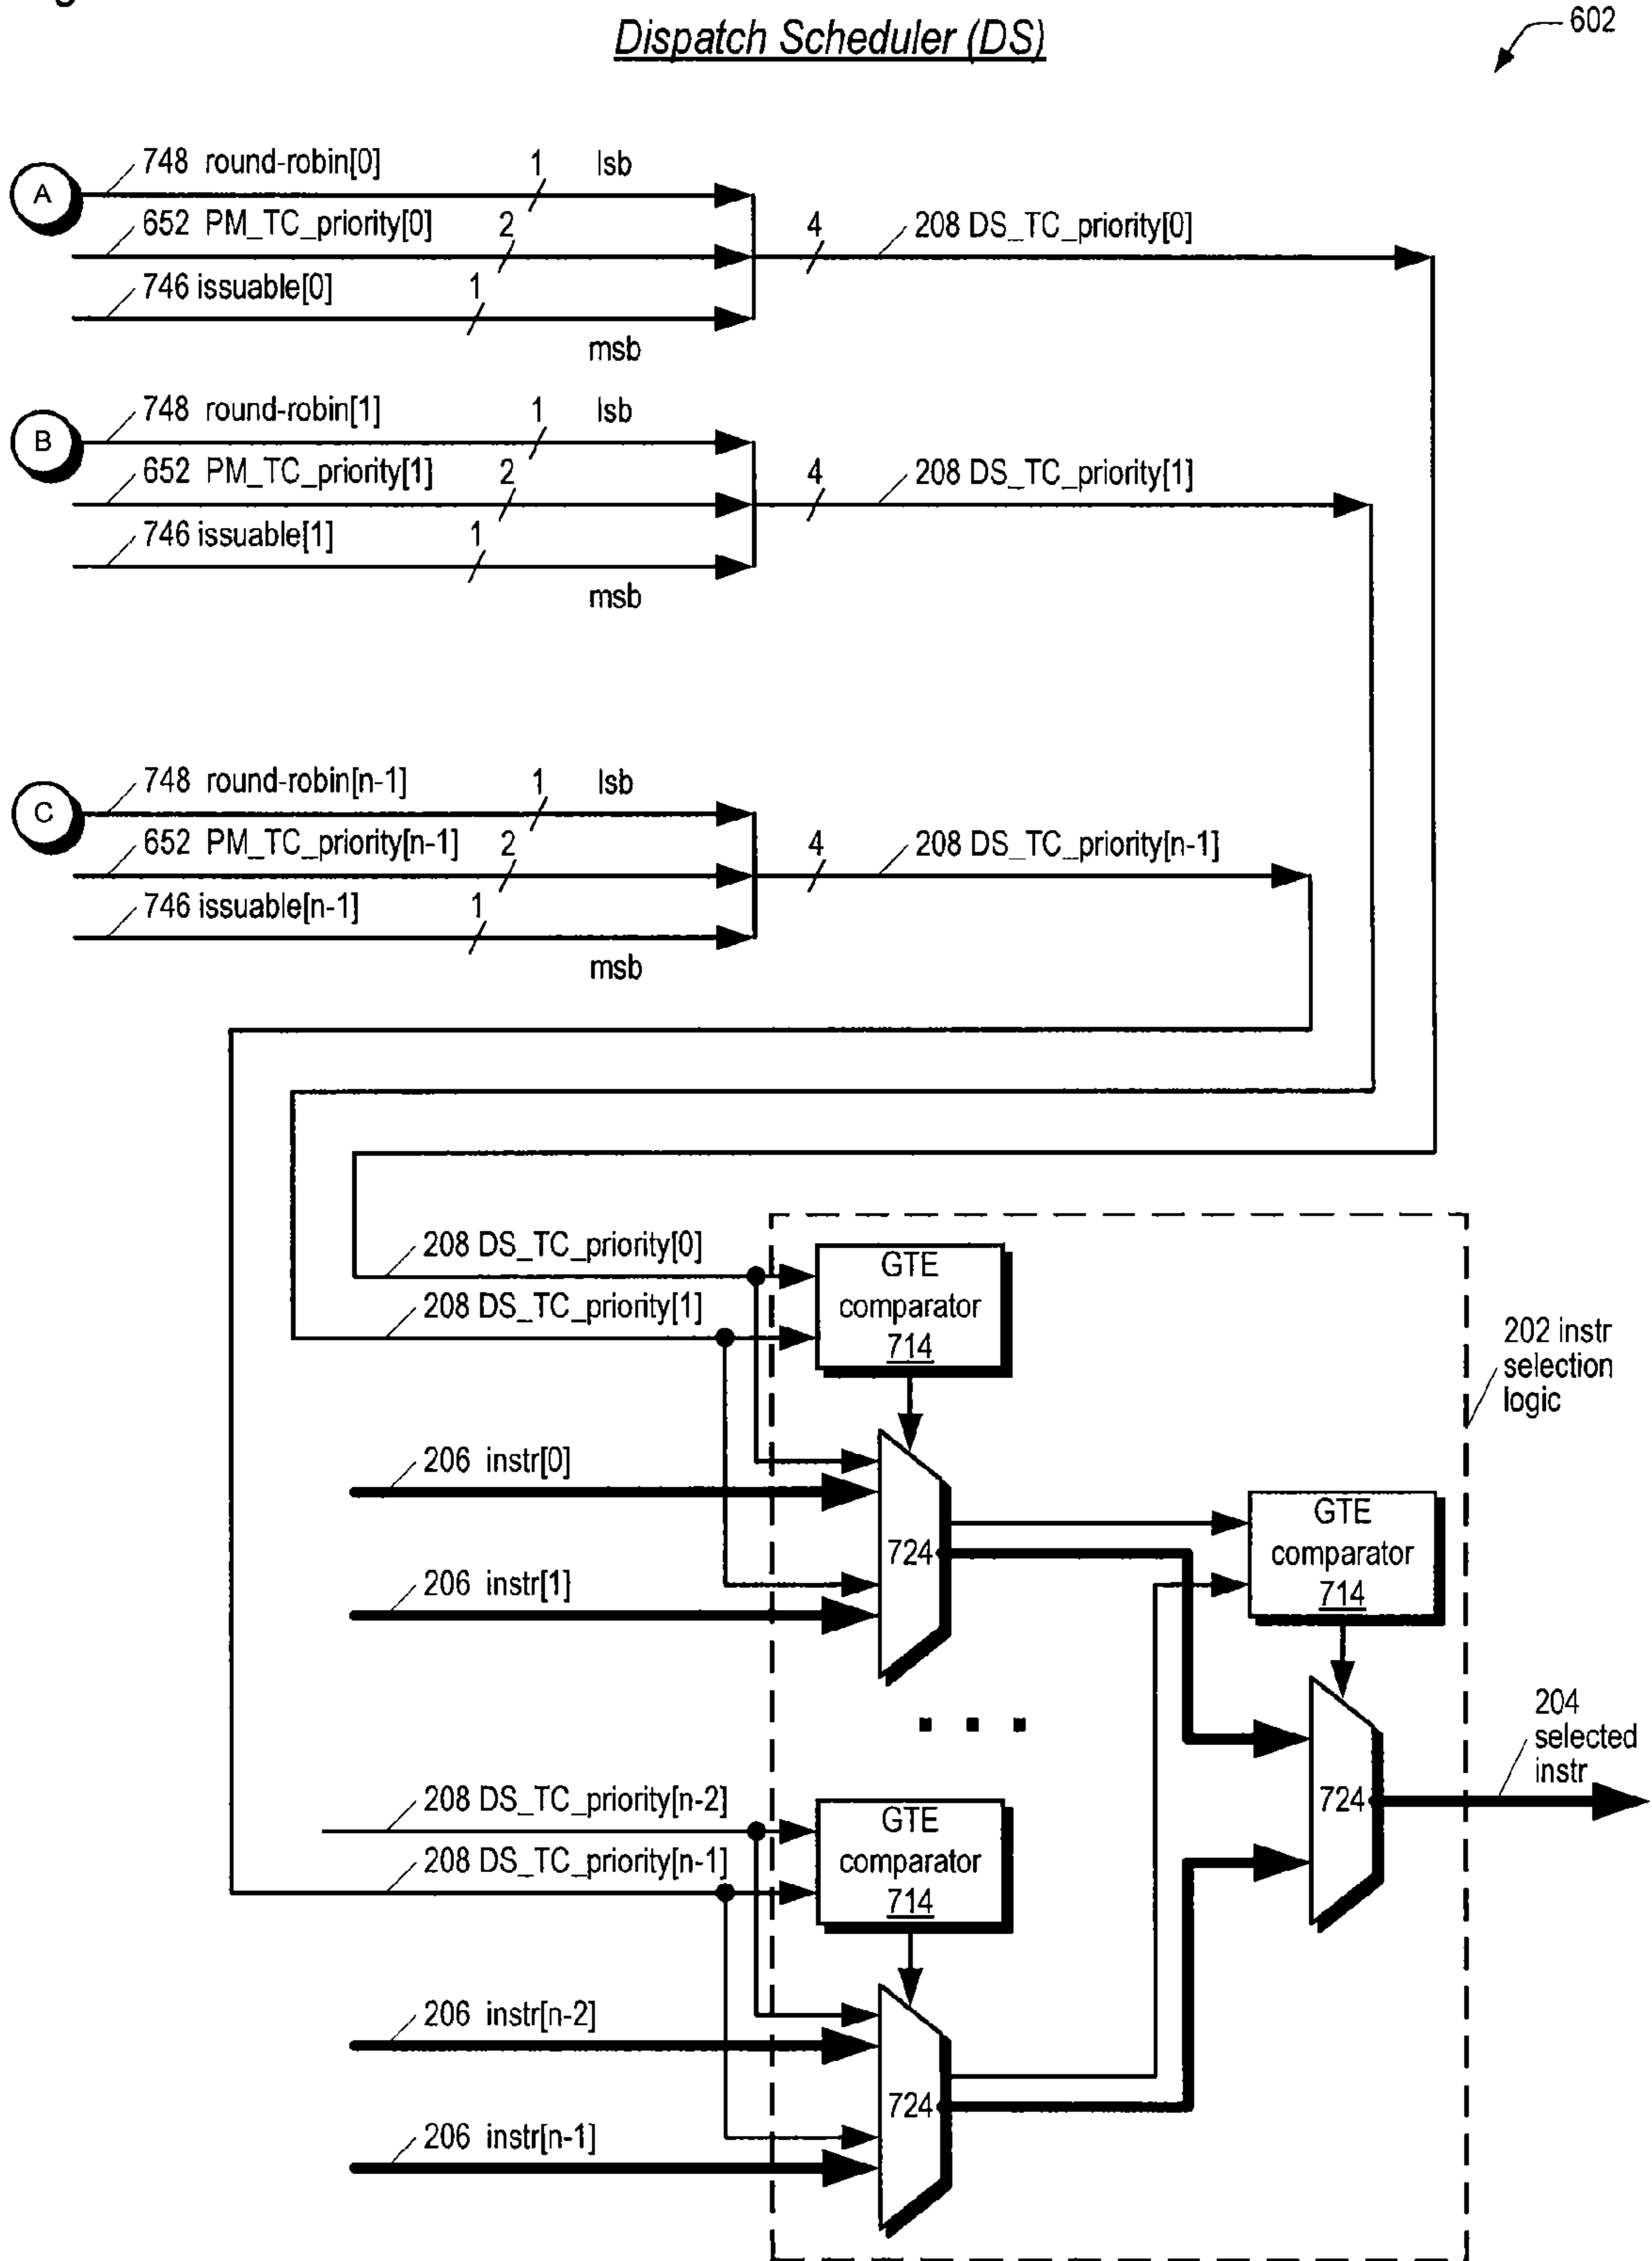 Dispatch Scheduler (DS)
602
A
748 round-robin[0] 1 lsb
652 PM_TC_priority[0] 2
4 208 DS_TC_priority[0]
746 issuable[0] 1
msb
B
748 round-robin[1] 1 lsb
652 PM_TC_priority[1] 2
4 208 DS_TC_priority[1]
746 issuable[1] 1
msb
C
748 round-robin[n-1] 1 lsb
652 PM_TC_priority[n-1] 2
4 208 DS_TC_priority[n-1]
746 issuable[n-1] 1
msb
208 DS_TC_priority[0]
208 DS_TC_priority[1]
GTE
comparator
714
202 instr
selection
logic
206 instr[0]
206 instr[1]
724
GTE
comparator
714
204
selected
instr
724
208 DS_TC_priority[n-2]
208 DS_TC_priority[n-1]
GTE
comparator
714
206 instr[n-2]
206 instr[n-1]
724